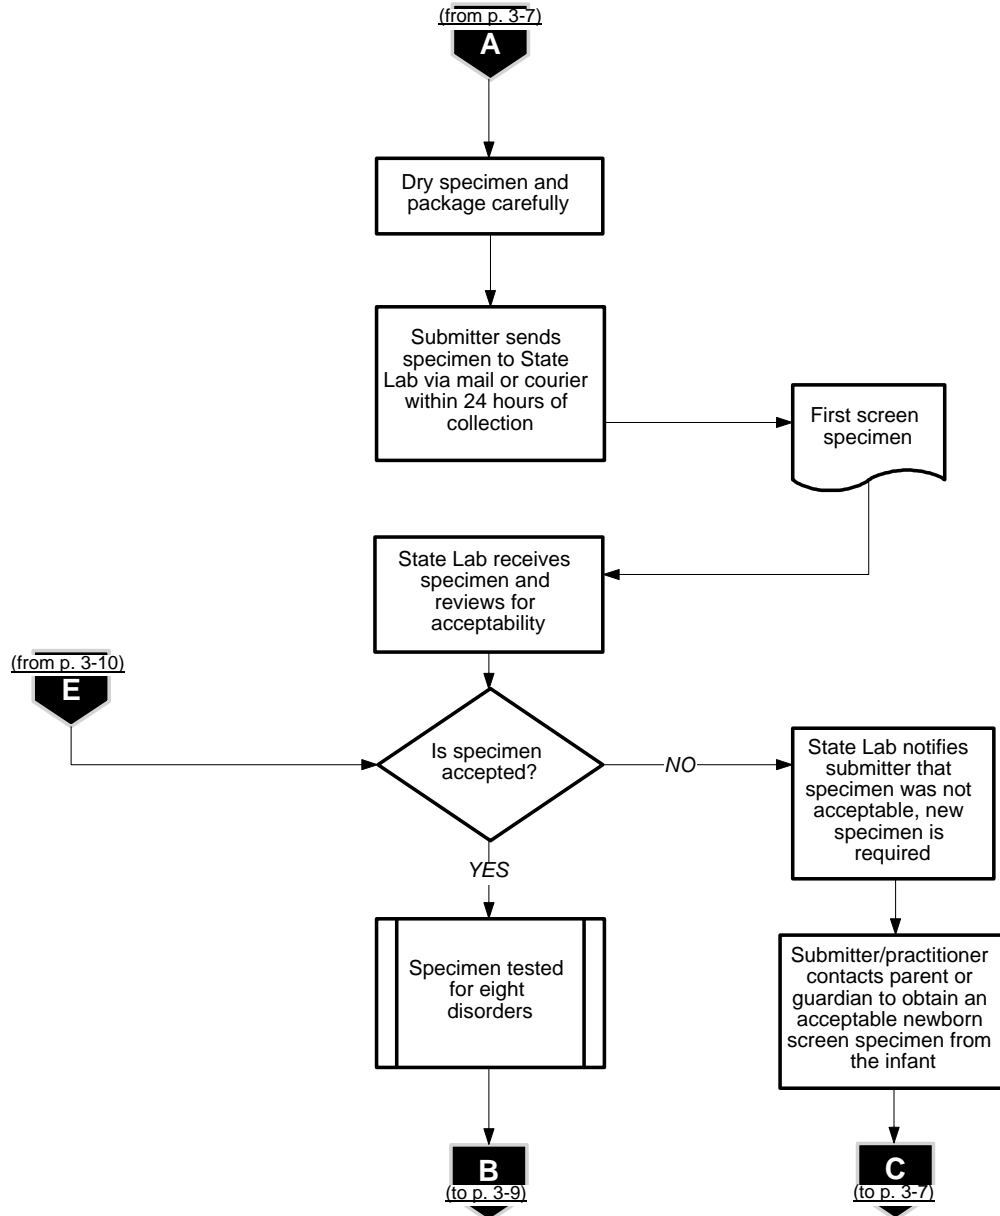 (from p. 3-7)
A
Dry specimen and
package carefully
Submitter sends
specimen to State
Lab via mail or courier
within 24 hours of
collection
First screen
specimen
State Lab receives
specimen and
reviews for
acceptability
(from p. 3-10)
E
Is specimen
accepted?
NO
State Lab notifies
submitter that
specimen was not
acceptable, new
specimen is
required
YES
Specimen tested
for eight
disorders
Submitter/practitioner
contacts parent or
guardian to obtain an
acceptable newborn
screen specimen from
the infant
B
(to p. 3-9)
C
(to p. 3-7)